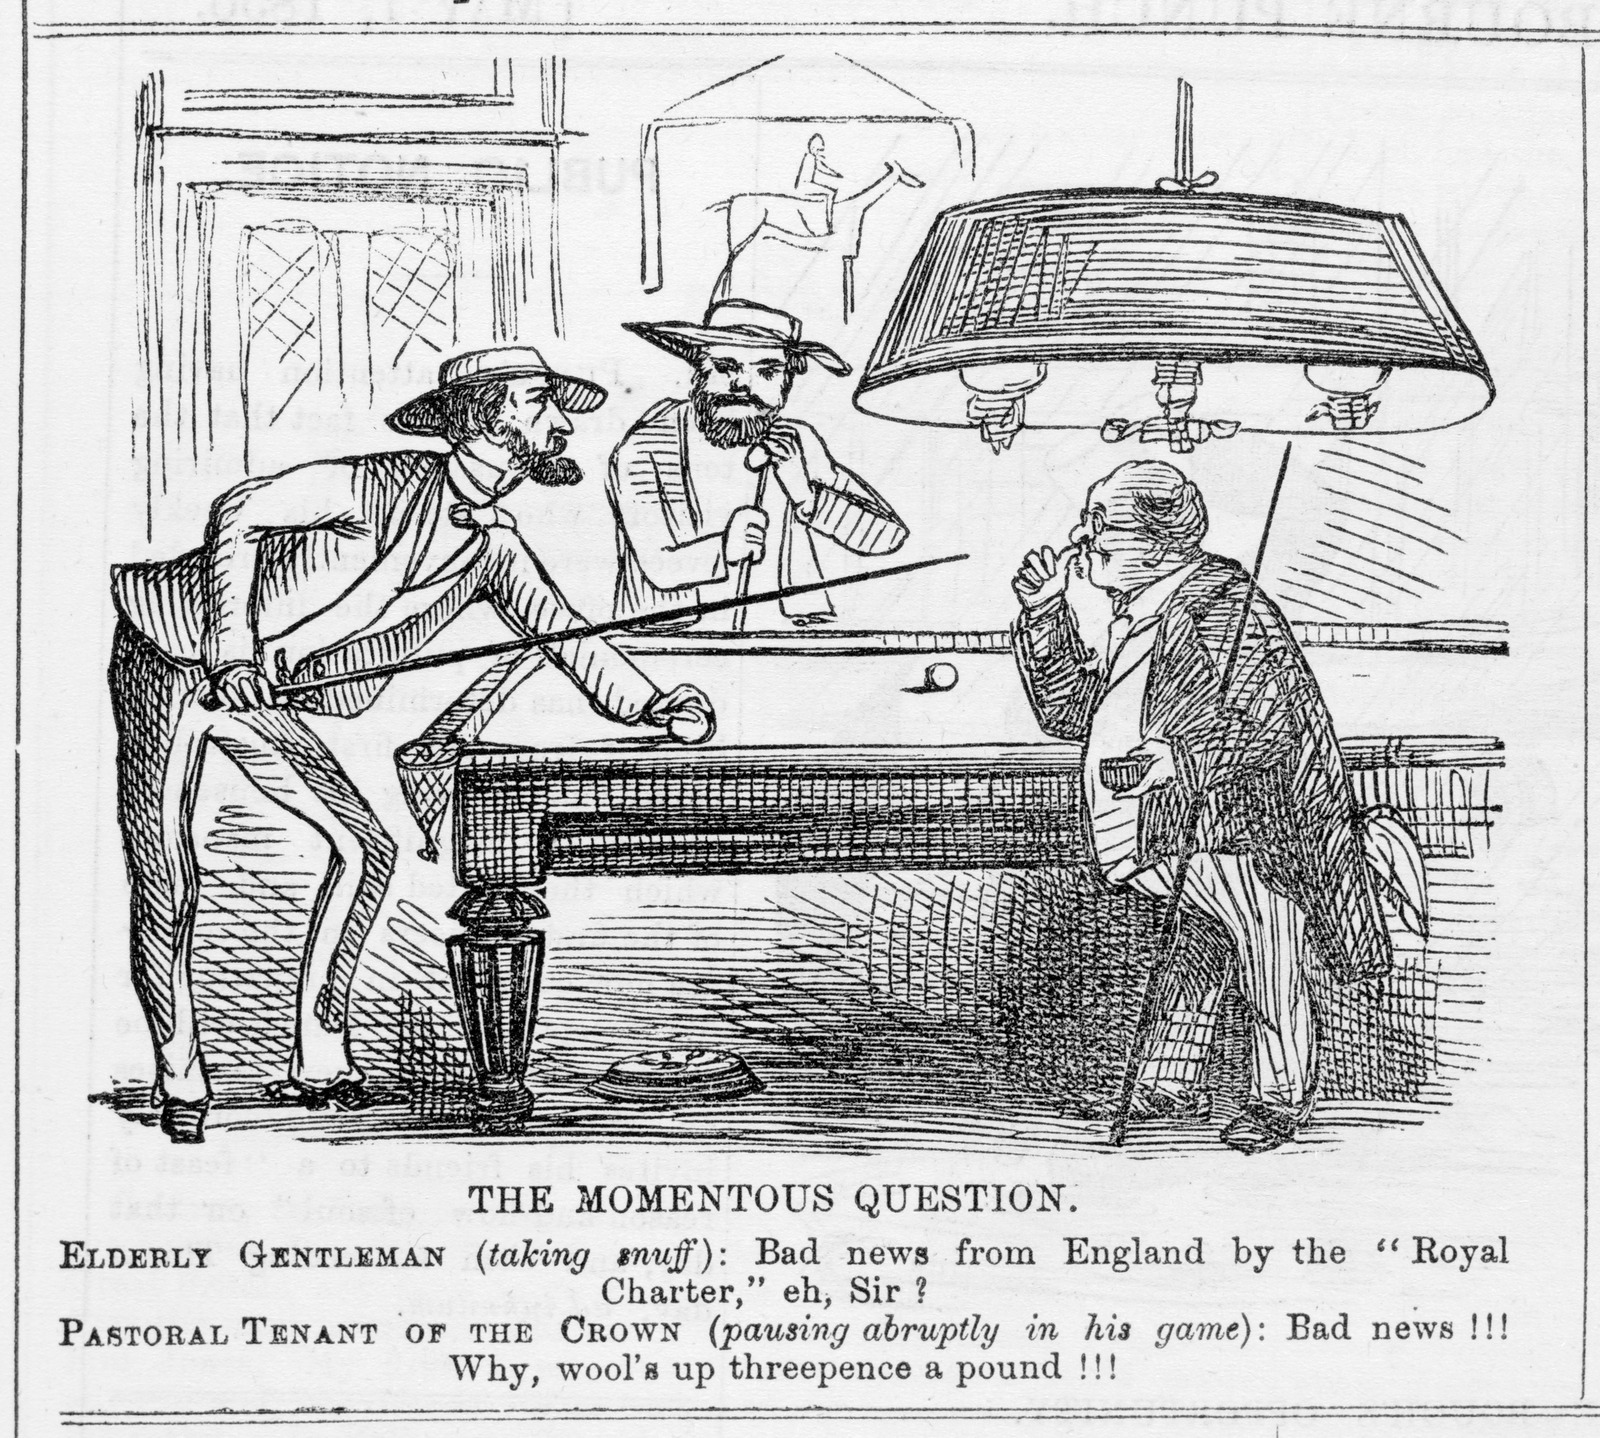 THE MOMENTOUS QUESTION.
ELDERLY GENTLEMAN (taking snuff): Bad news from England by the “ Royal
Charter,” eh, Sir ?
PASTORAL TENANT OF THE CROWN (pausing abruptly in his game): Bad news !!!
Why, wool's up threepence a pound !!!